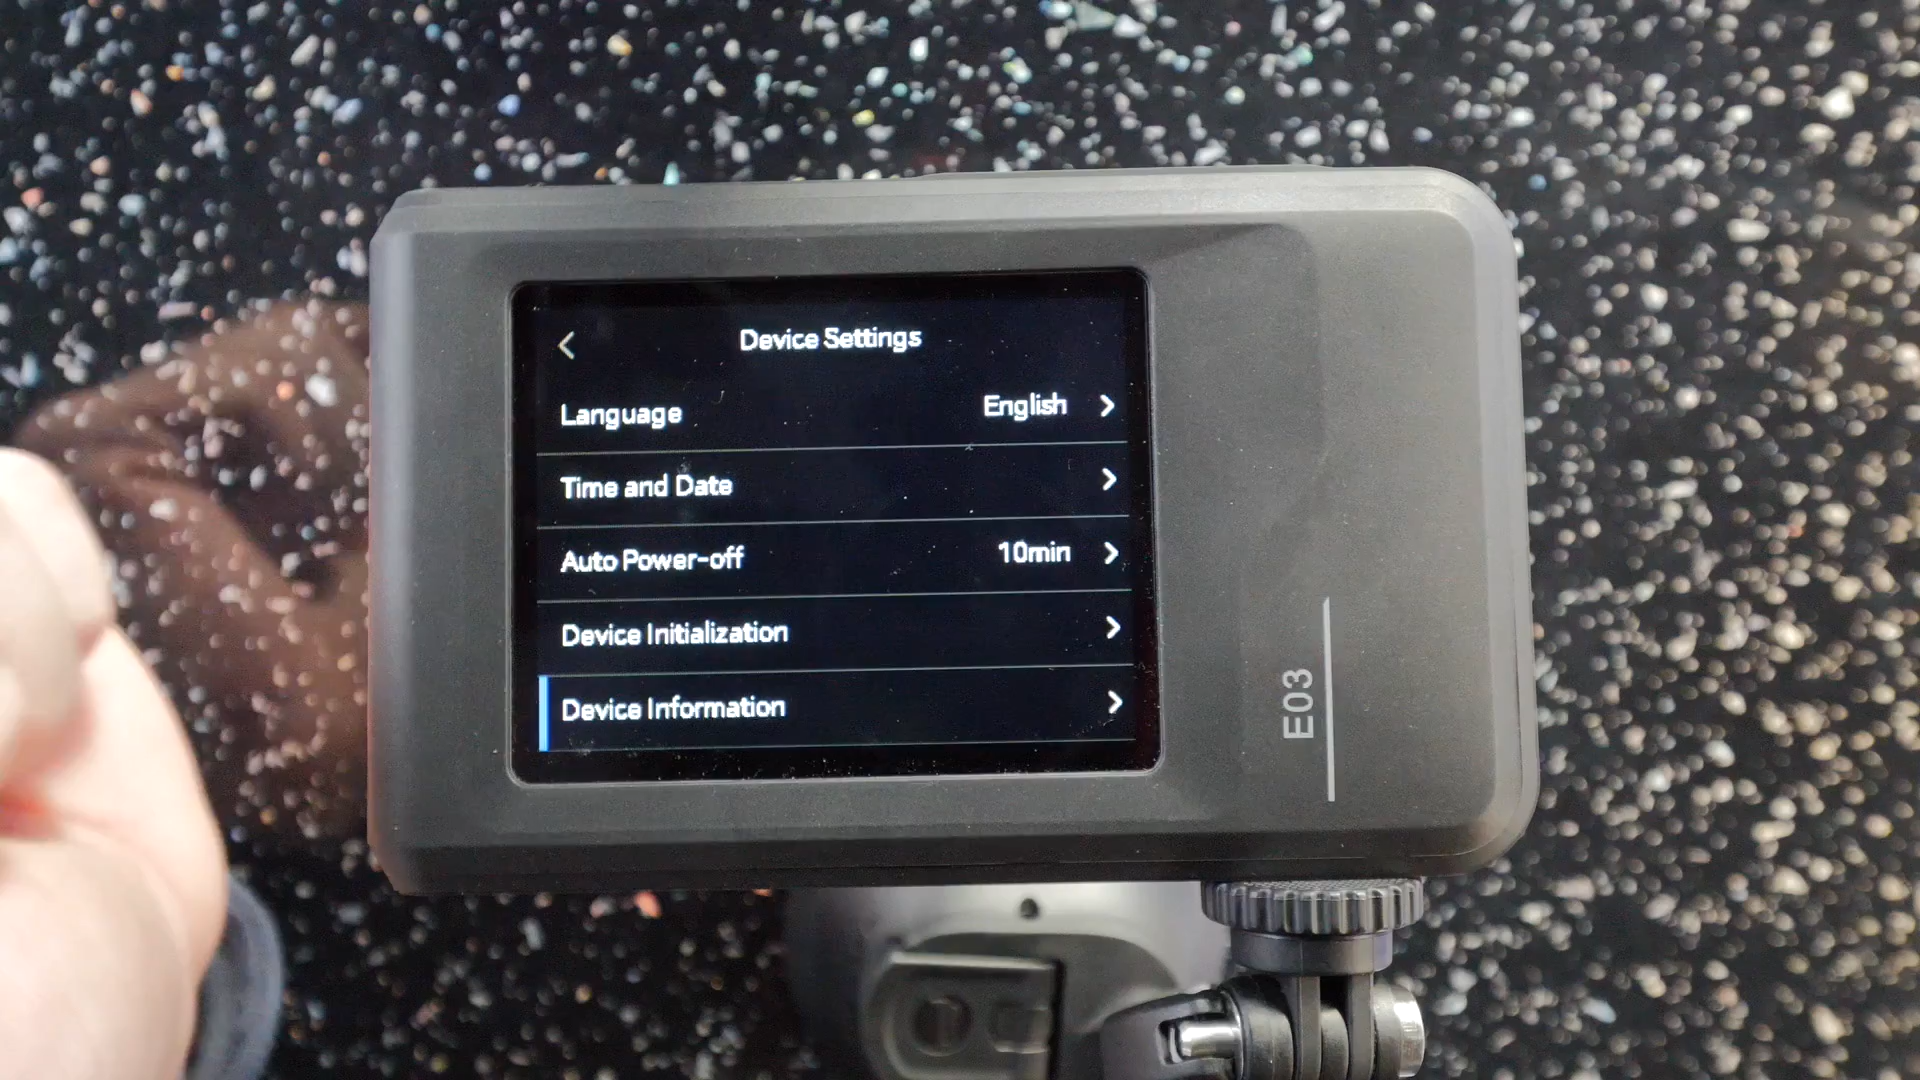 Device Settings
Language English
Time and Date
Auto Power-off 10min
Device Initialization
Device Information
E03